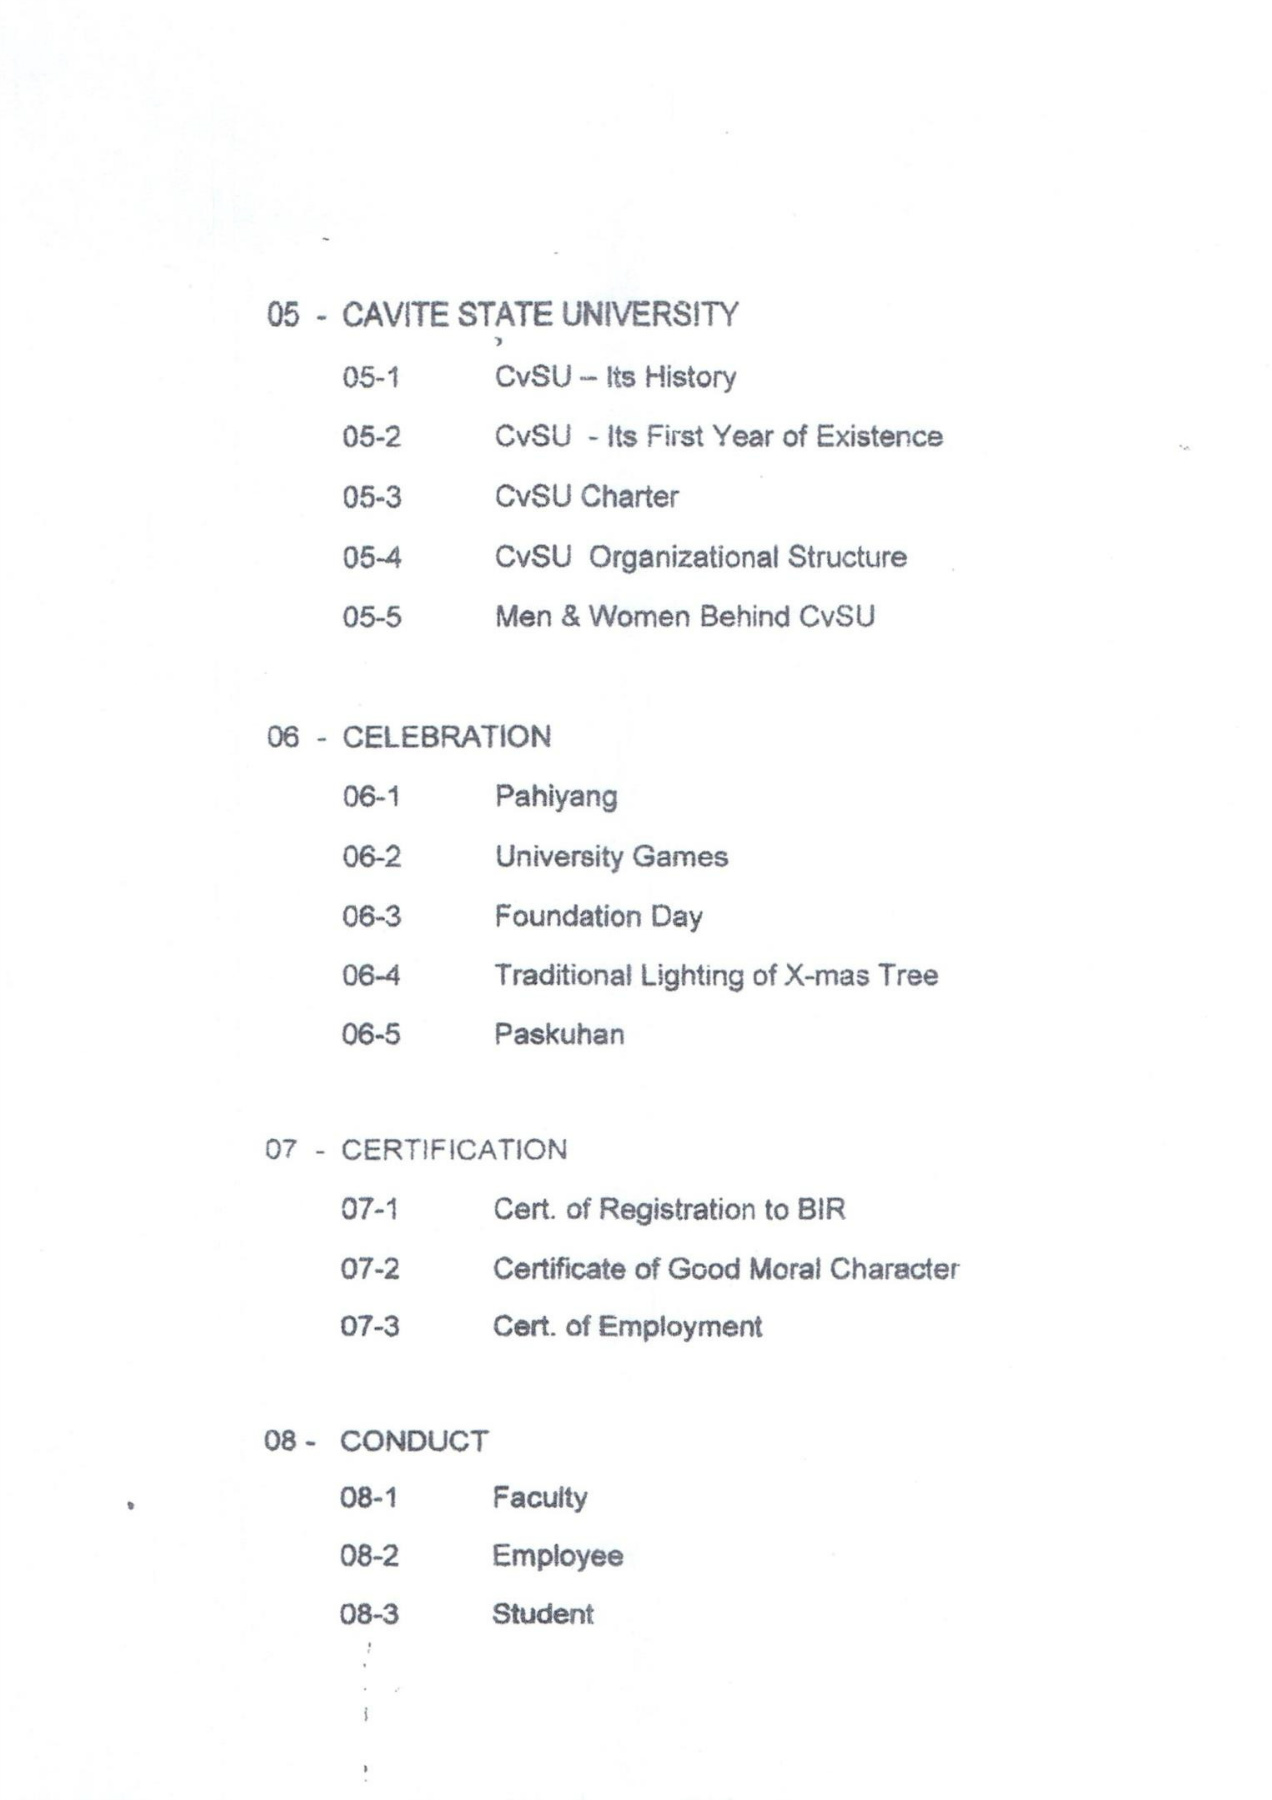 05 - CAVITE STATE UNIVERSITY
05-1 CvSU – Its History
05-2 CvSU - Its First Year of Existence
05-3 CvSU Charter
05-4 CvSU Organizational Structure
05-5 Men & Women Behind CvSU
06 - CELEBRATION
06-1 Pahiyang
06-2 University Games
06-3 Foundation Day
06-4 Traditional Lighting of X-mas Tree
06-5 Paskuhan
07 - CERTIFICATION
07-1 Cert. of Registration to BIR
07-2 Certificate of Good Moral Character
07-3 Cert. of Employment
08 - CONDUCT
08-1 Faculty
08-2 Employee
08-3 Student